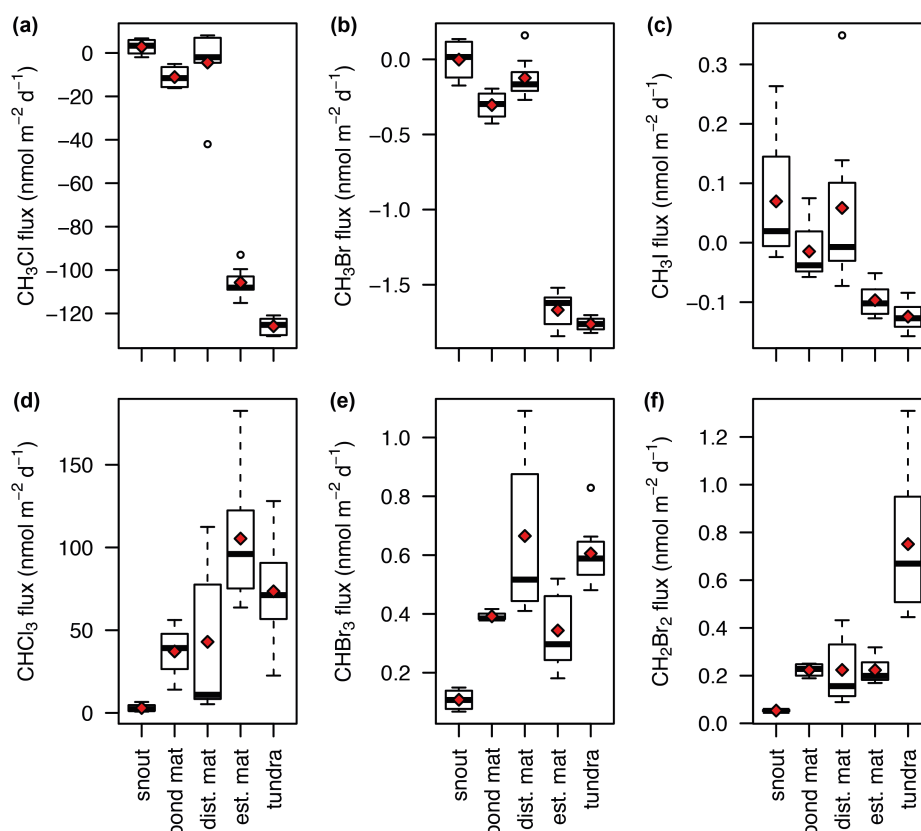 (a)
CH₃Cl flux (nmol m⁻² d⁻¹)
0
−20
−40
−60
−80
−100
−120
(b)
CH₃Br flux (nmol m⁻² d⁻¹)
0.0
−0.5
−1.0
−1.5
(c)
CH₃I flux (nmol m⁻² d⁻¹)
0.3
0.2
0.1
0.0
−0.1
(d)
CHCl₃ flux (nmol m⁻² d⁻¹)
150
100
50
0
snout
pond mat
dist. mat
est. mat
tundra
(e)
CHBr₃ flux (nmol m⁻² d⁻¹)
1.0
0.8
0.6
0.4
0.2
snout
pond mat
dist. mat
est. mat
tundra
(f)
CH₂Br₂ flux (nmol m⁻² d⁻¹)
1.2
1.0
0.8
0.6
0.4
0.2
0.0
snout
pond mat
dist. mat
est. mat
tundra